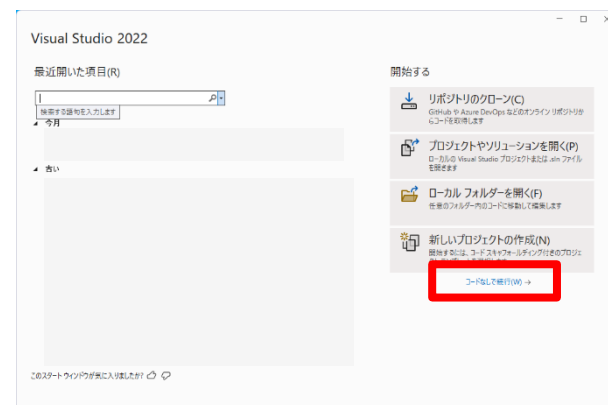 Visual Studio 2022
最近開いた項目(R)
検索する語句を入力します
今月
古い
開始する
リポジトリのクローン(C)
GitHub や Azure DevOps などのオンライン リポジトリか
らコードを取得します
プロジェクトやソリューションを開く(P)
ローカルの Visual Studio プロジェクトまたは .sln ファイル
を開きます
ローカル フォルダーを開く(F)
任意のフォルダー内のコードに移動して編集します
新しいプロジェクトの作成(N)
開始するには、コード スキャフォールディング付きのプロジェ
コードなしで続行(W) →
このスタート ウィンドウが気に入りましたか?